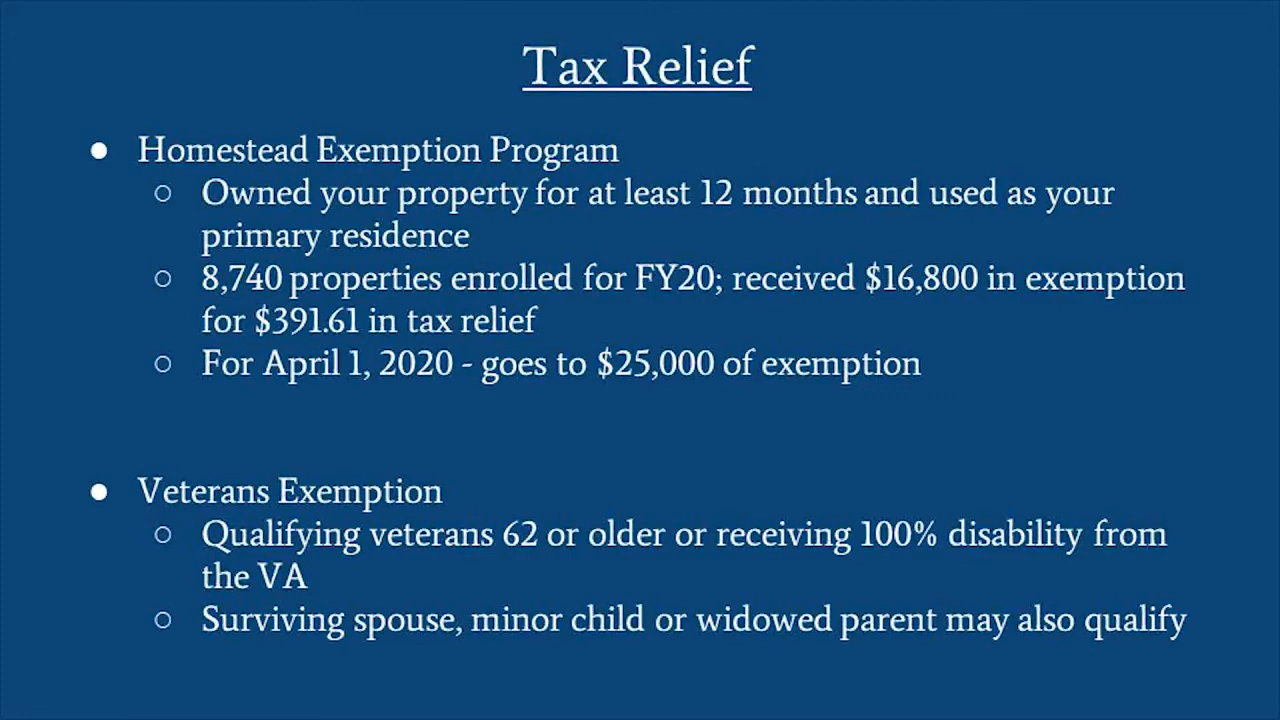 Tax Relief
● Homestead Exemption Program
○ Owned your property for at least 12 months and used as your
primary residence
○ 8,740 properties enrolled for FY20; received $16,800 in exemption
for $391.61 in tax relief
○ For April 1, 2020 - goes to $25,000 of exemption
● Veterans Exemption
○ Qualifying veterans 62 or older or receiving 100% disability from
the VA
○ Surviving spouse, minor child or widowed parent may also qualify